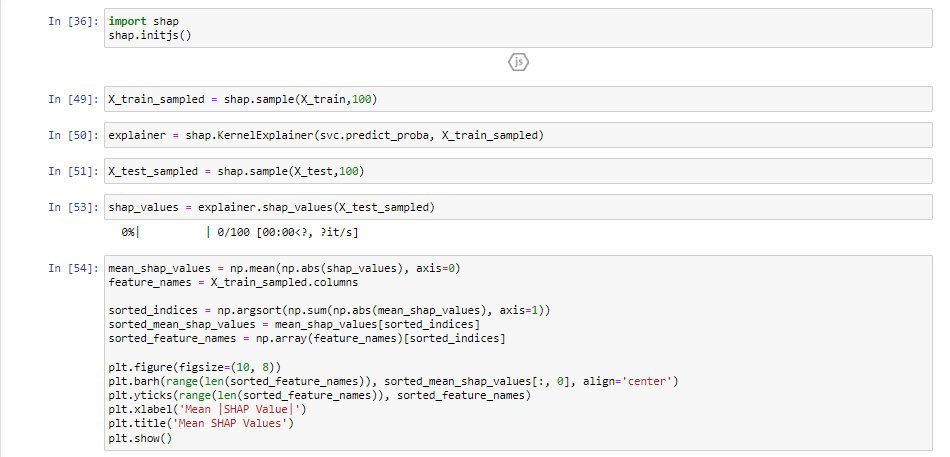 In [36]: import shap
shap.initjs()
js
In [49]: X_train_sampled = shap.sample(X_train,100)
In [50]: explainer = shap.KernelExplainer(svc.predict_proba, X_train_sampled)
In [51]: X_test_sampled = shap.sample(X_test,100)
In [53]: shap_values = explainer.shap_values(X_test_sampled)
0%| | 0/100 [00:00<?, ?it/s]
In [54]: mean_shap_values = np.mean(np.abs(shap_values), axis=0)
feature_names = X_train_sampled.columns
sorted_indices = np.argsort(np.sum(np.abs(mean_shap_values), axis=1))
sorted_mean_shap_values = mean_shap_values[sorted_indices]
sorted_feature_names = np.array(feature_names)[sorted_indices]
plt.figure(figsize=(10, 8))
plt.barh(range(len(sorted_feature_names)), sorted_mean_shap_values[:, 0], align='center')
plt.yticks(range(len(sorted_feature_names)), sorted_feature_names)
plt.xlabel('Mean |SHAP Value|')
plt.title('Mean SHAP Values')
plt.show()